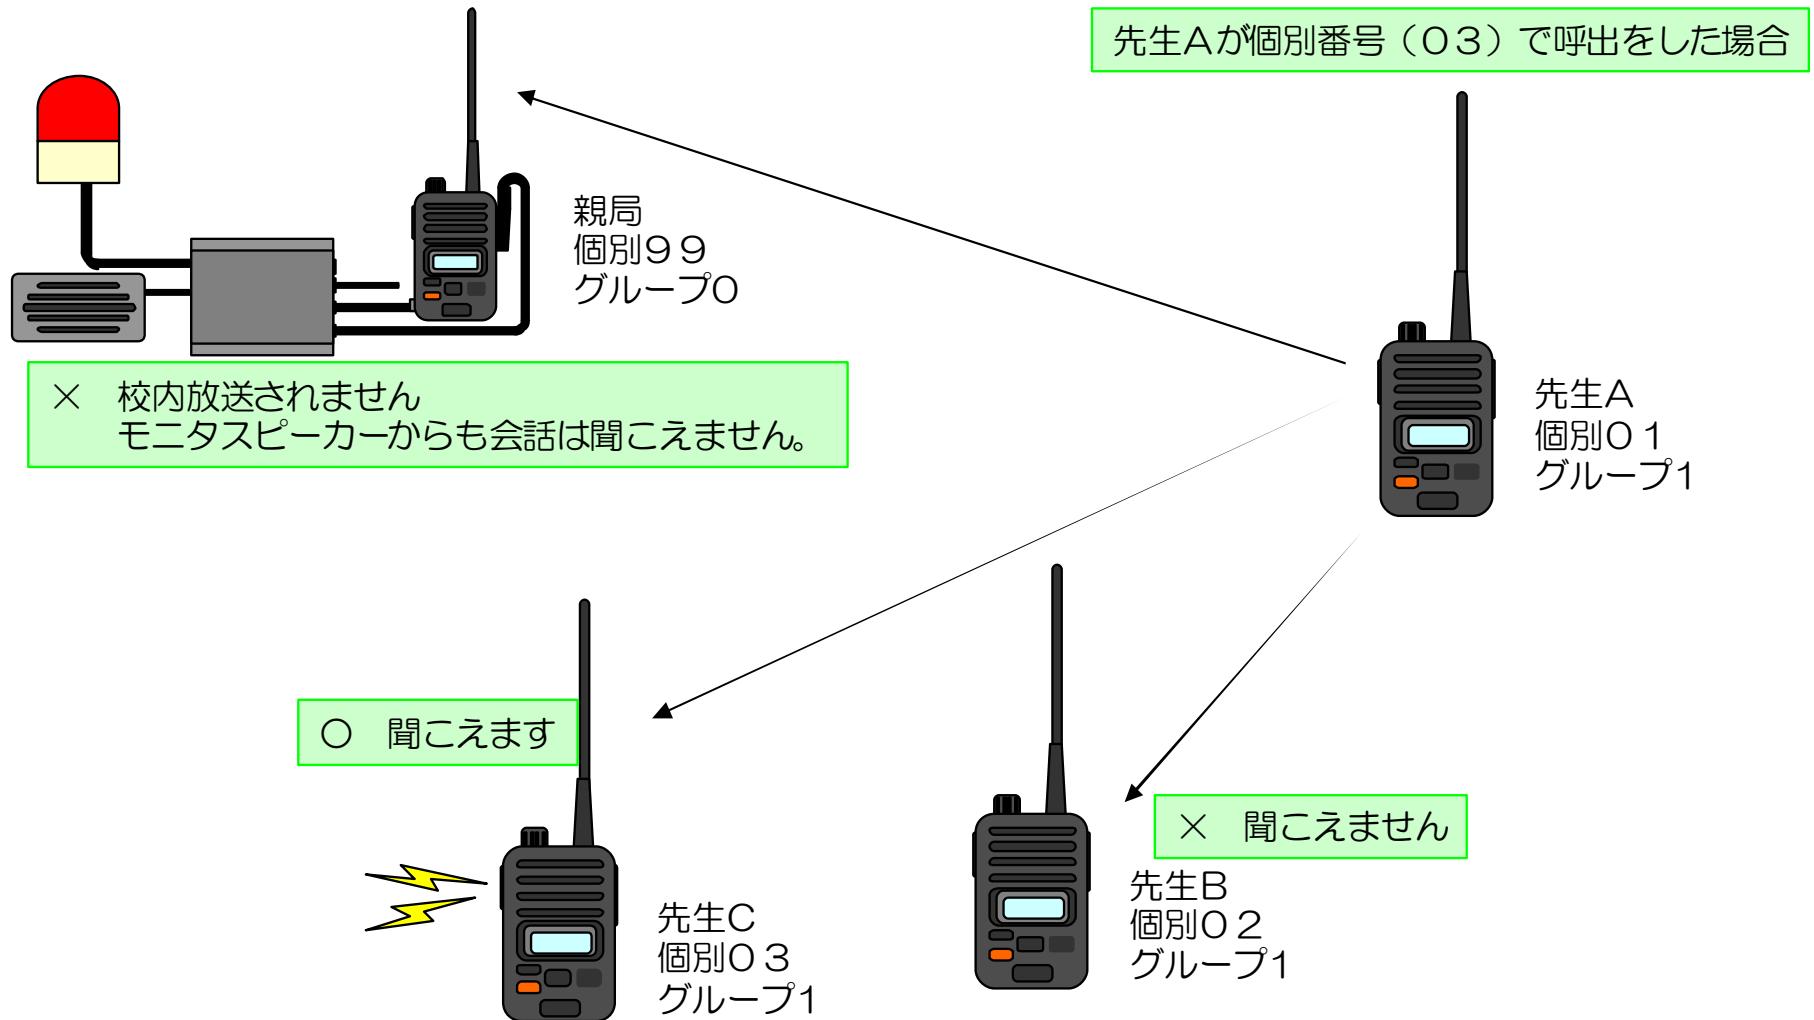 先生Aが個別番号(03)で呼出をした場合
親局
個別99
グループ0
× 校内放送されません
モニタスピーカーからも会話は聞こえません。
先生A
個別01
グループ1
○ 聞こえます
× 聞こえません
先生B
個別02
グループ1
先生C
個別03
グループ1